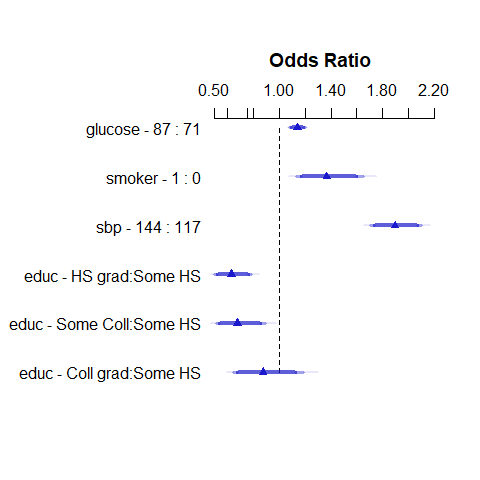 Odds Ratio
0.50 1.00 1.40 1.80 2.20
glucose - 87 : 71
smoker - 1 : 0
sbp - 144 : 117
educ - HS grad:Some HS
educ - Some Coll:Some HS
educ - Coll grad:Some HS